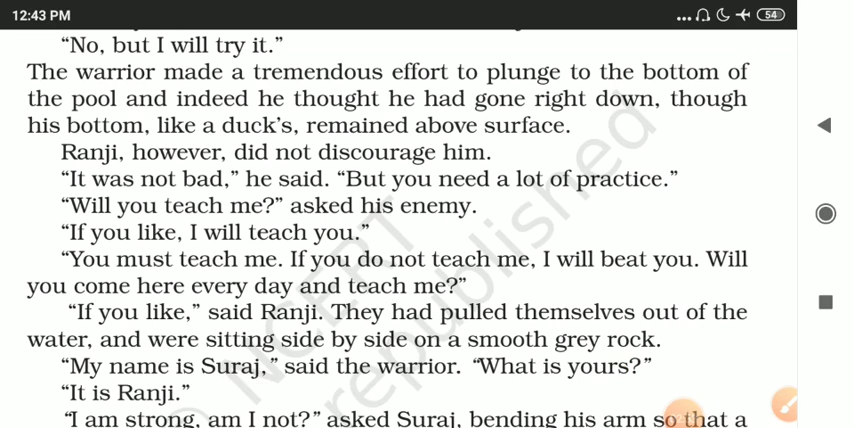 12:43 PM
54
“No, but I will try it.”
The warrior made a tremendous effort to plunge to the bottom of
the pool and indeed he thought he had gone right down, though
his bottom, like a duck’s, remained above surface.
Ranji, however, did not discourage him.
“It was not bad,” he said. “But you need a lot of practice.”
“Will you teach me?” asked his enemy.
“If you like, I will teach you.”
“You must teach me. If you do not teach me, I will beat you. Will
you come here every day and teach me?”
“If you like,” said Ranji. They had pulled themselves out of the
water, and were sitting side by side on a smooth grey rock.
“My name is Suraj,” said the warrior. “What is yours?”
“It is Ranji.”
“I am strong, am I not?” asked Suraj, bending his arm so that a
© NCERT
republished